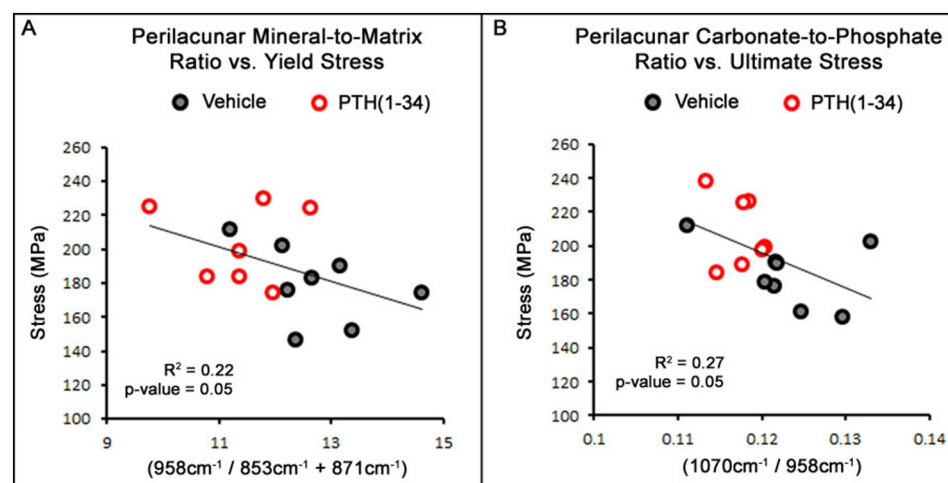 A
Perilacunar Mineral-to-Matrix
Ratio vs. Yield Stress
Vehicle
PTH(1-34)
Stress (MPa)
260
240
220
200
180
160
140
120
100
R² = 0.22
p-value = 0.05
9
11
13
15
(958cm⁻¹ / 853cm⁻¹ + 871cm⁻¹)
B
Perilacunar Carbonate-to-Phosphate
Ratio vs. Ultimate Stress
Vehicle
PTH(1-34)
Stress (MPa)
260
240
220
200
180
160
140
120
100
R² = 0.27
p-value = 0.05
0.1
0.11
0.12
0.13
0.14
(1070cm⁻¹ / 958cm⁻¹)